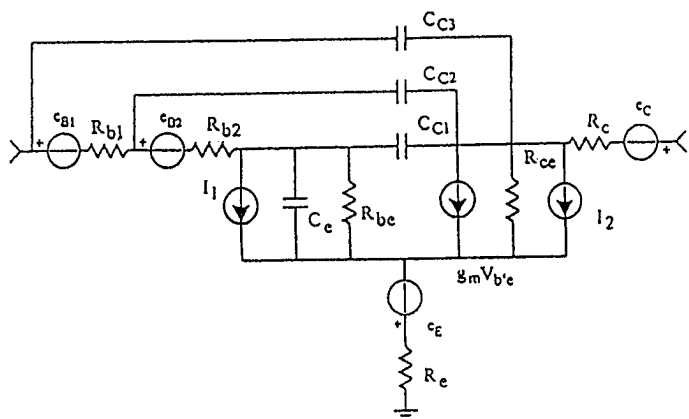 C_C3
C_C2
C_C1
e_B1
R_b1
e_B2
R_b2
R_c
e_C
R_ce
I_1
C_e
R_be
I_2
g_mV_b'e
e_E
R_e
+
+
+
+